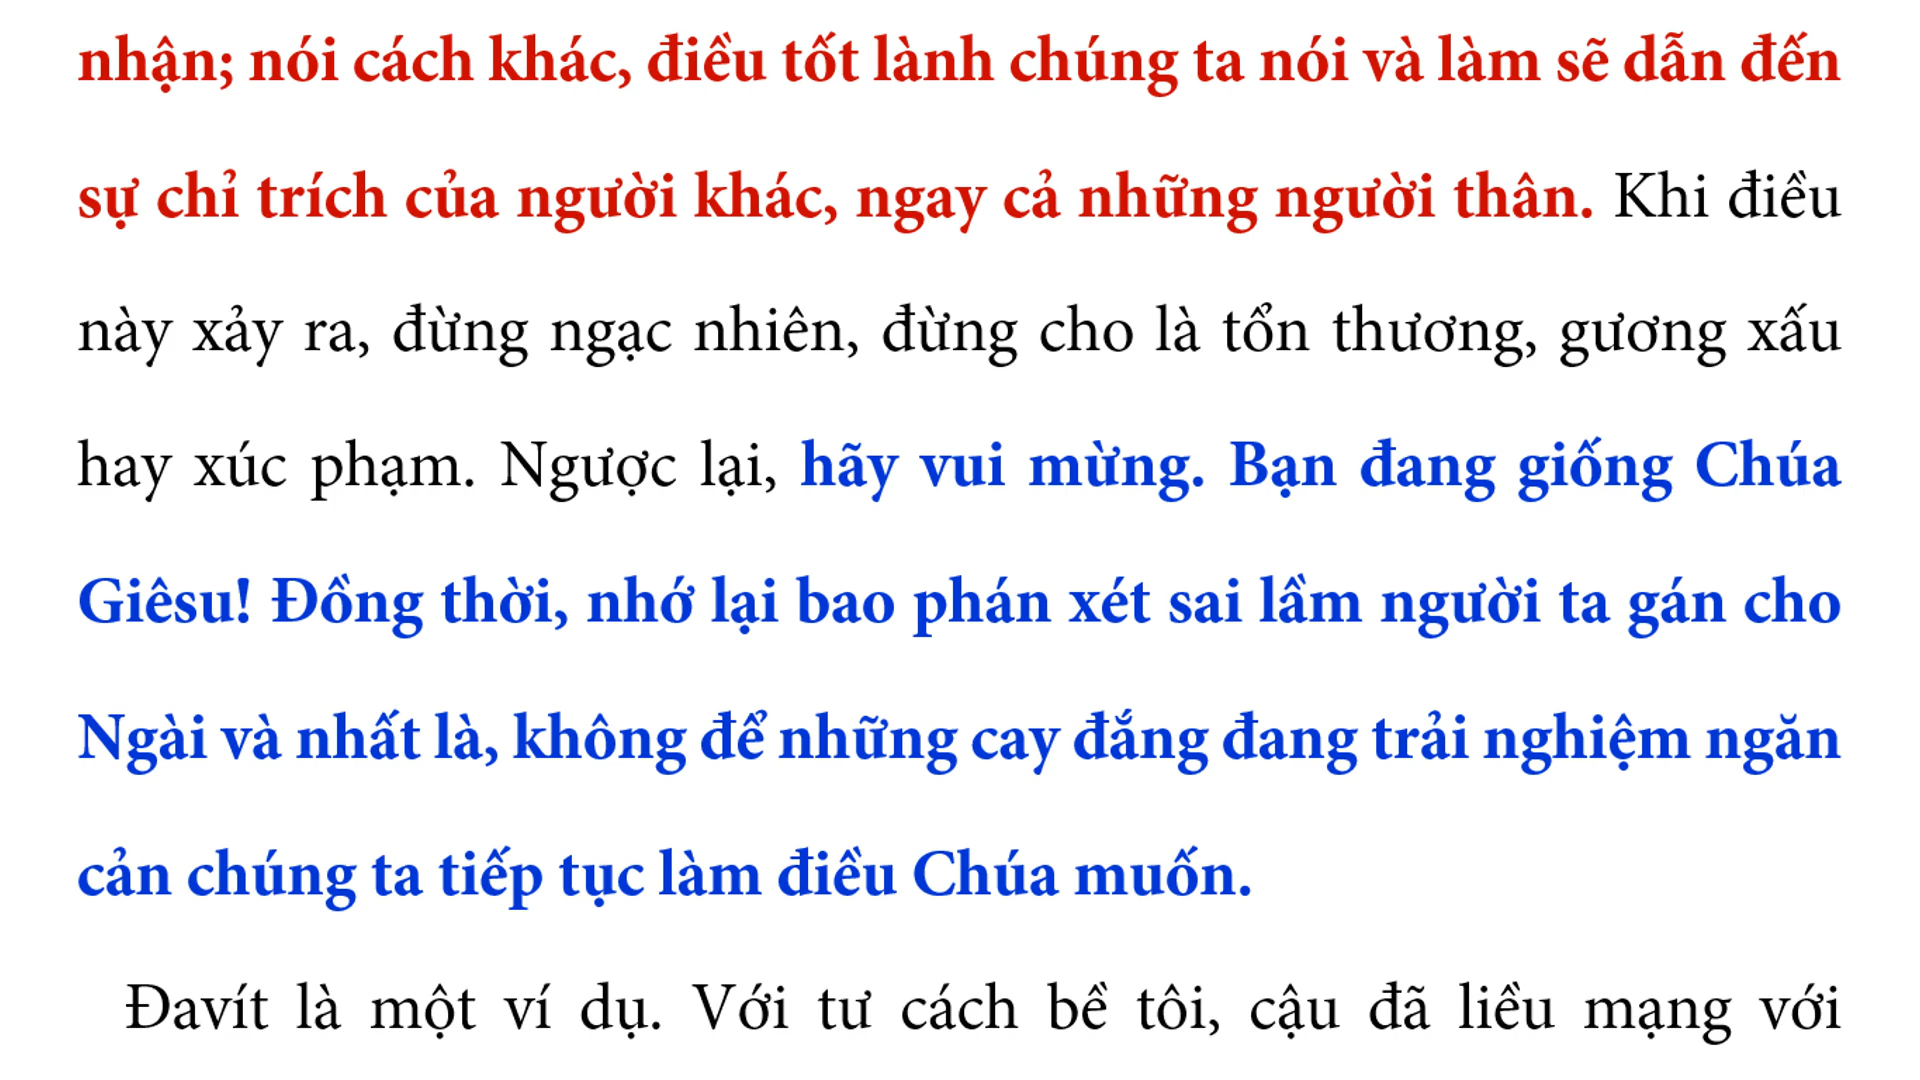 nhận; nói cách khác, điều tốt lành chúng ta nói và làm sẽ dẫn đến
sự chỉ trích của người khác, ngay cả những người thân. Khi điều
này xảy ra, đừng ngạc nhiên, đừng cho là tổn thương, gương xấu
hay xúc phạm. Ngược lại, hãy vui mừng. Bạn đang giống Chúa
Giêsu! Đồng thời, nhớ lại bao phán xét sai lầm người ta gán cho
Ngài và nhất là, không để những cay đắng đang trải nghiệm ngăn
cản chúng ta tiếp tục làm điều Chúa muốn.
Đavít là một ví dụ. Với tư cách bề tôi, cậu đã liều mạng với